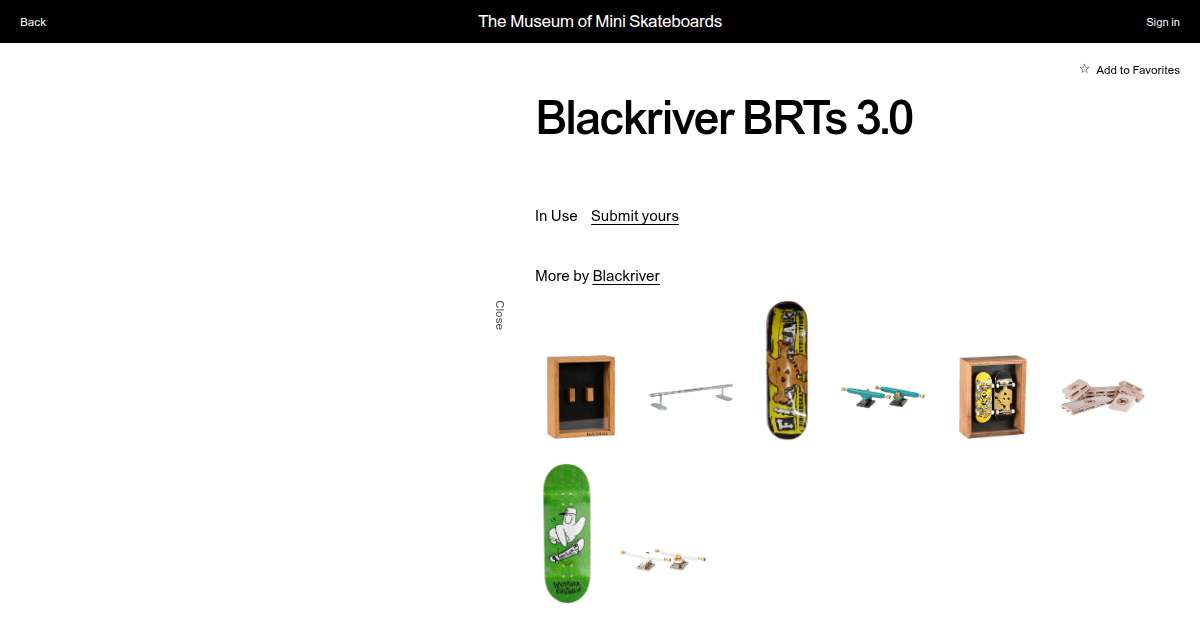 Back
The Museum of Mini Skateboards
Sign in
☆ Add to Favorites
Blackriver BRTs 3.0
In Use Submit yours
More by Blackriver
Close